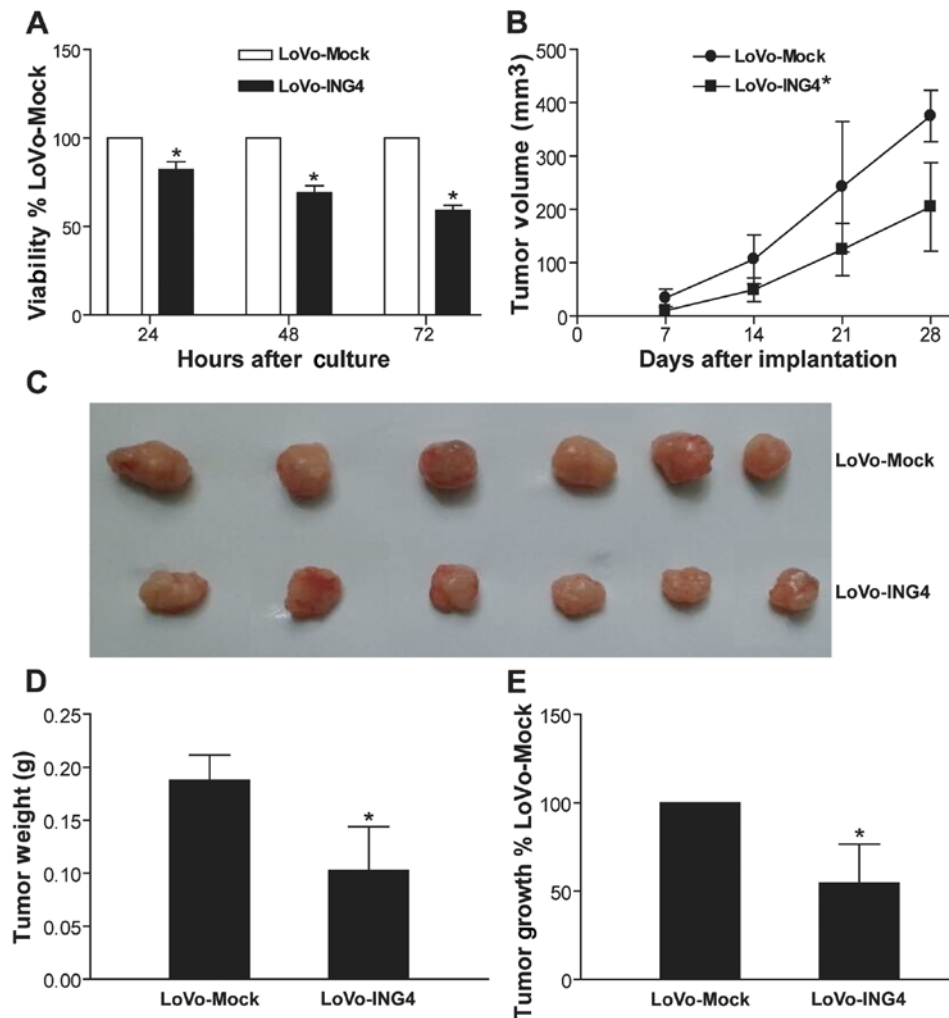 A
Viability % LoVo-Mock
150
100
50
0
LoVo-Mock
LoVo-ING4
*
*
*
24
48
72
Hours after culture
B
Tumor volume (mm3)
500
400
300
200
100
0
LoVo-Mock
LoVo-ING4*
0
7
14
21
28
Days after implantation
C
LoVo-Mock
LoVo-ING4
D
Tumor weight (g)
0.25
0.20
0.15
0.10
0.05
0.00
*
LoVo-Mock
LoVo-ING4
E
Tumor growth % LoVo-Mock
150
100
50
0
*
LoVo-Mock
LoVo-ING4